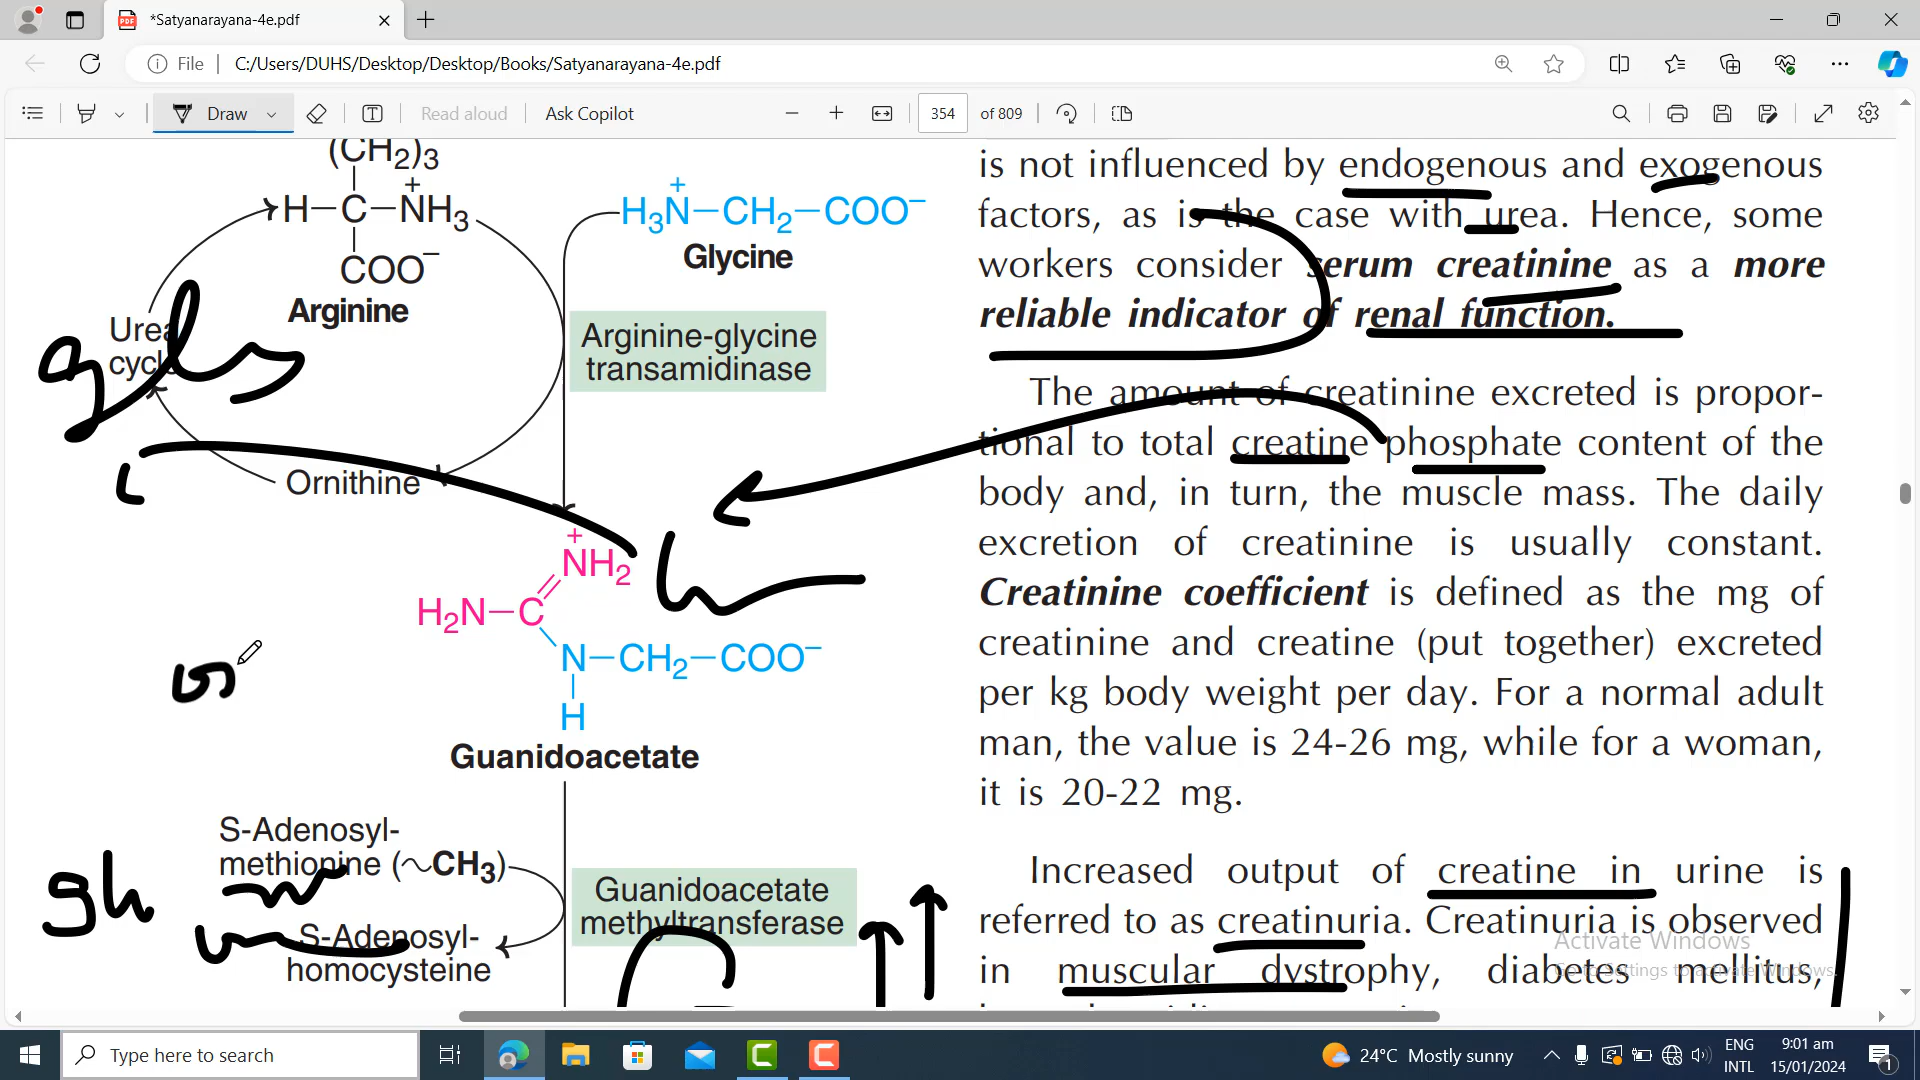 *Satyanarayana-4e.pdf
File
C:/Users/DUHS/Desktop/Desktop/Books/Satyanarayana-4e.pdf
Draw
Read aloud
Ask Copilot
354
of 809
(CH2)3
H–C–NH3
+
COO–
Arginine
Urea
cycle
Ornithine
+
H3N–CH2–COO–
Glycine
Arginine-glycine
transamidinase
+
NH2
H2N–C
N–CH2–COO–
H
Guanidoacetate
S-Adenosyl-
methionine (~CH3)
S-Adenosyl-
homocysteine
Guanidoacetate
methyltransferase
is not influenced by endogenous and exogenous
factors, as is the case with urea. Hence, some
workers consider serum creatinine as a more
reliable indicator of renal function.
The amount of creatinine excreted is propor-
tional to total creatine phosphate content of the
body and, in turn, the muscle mass. The daily
excretion of creatinine is usually constant.
Creatinine coefficient is defined as the mg of
creatinine and creatine (put together) excreted
per kg body weight per day. For a normal adult
man, the value is 24-26 mg, while for a woman,
it is 20-22 mg.
Increased output of creatine in urine is
referred to as creatinuria. Creatinuria is observed
in muscular dystrophy, diabetes mellitus,
Activate Windows
Go to Settings to activate Windows.
Type here to search
24°C Mostly sunny
ENG
INTL
9:01 am
15/01/2024
1